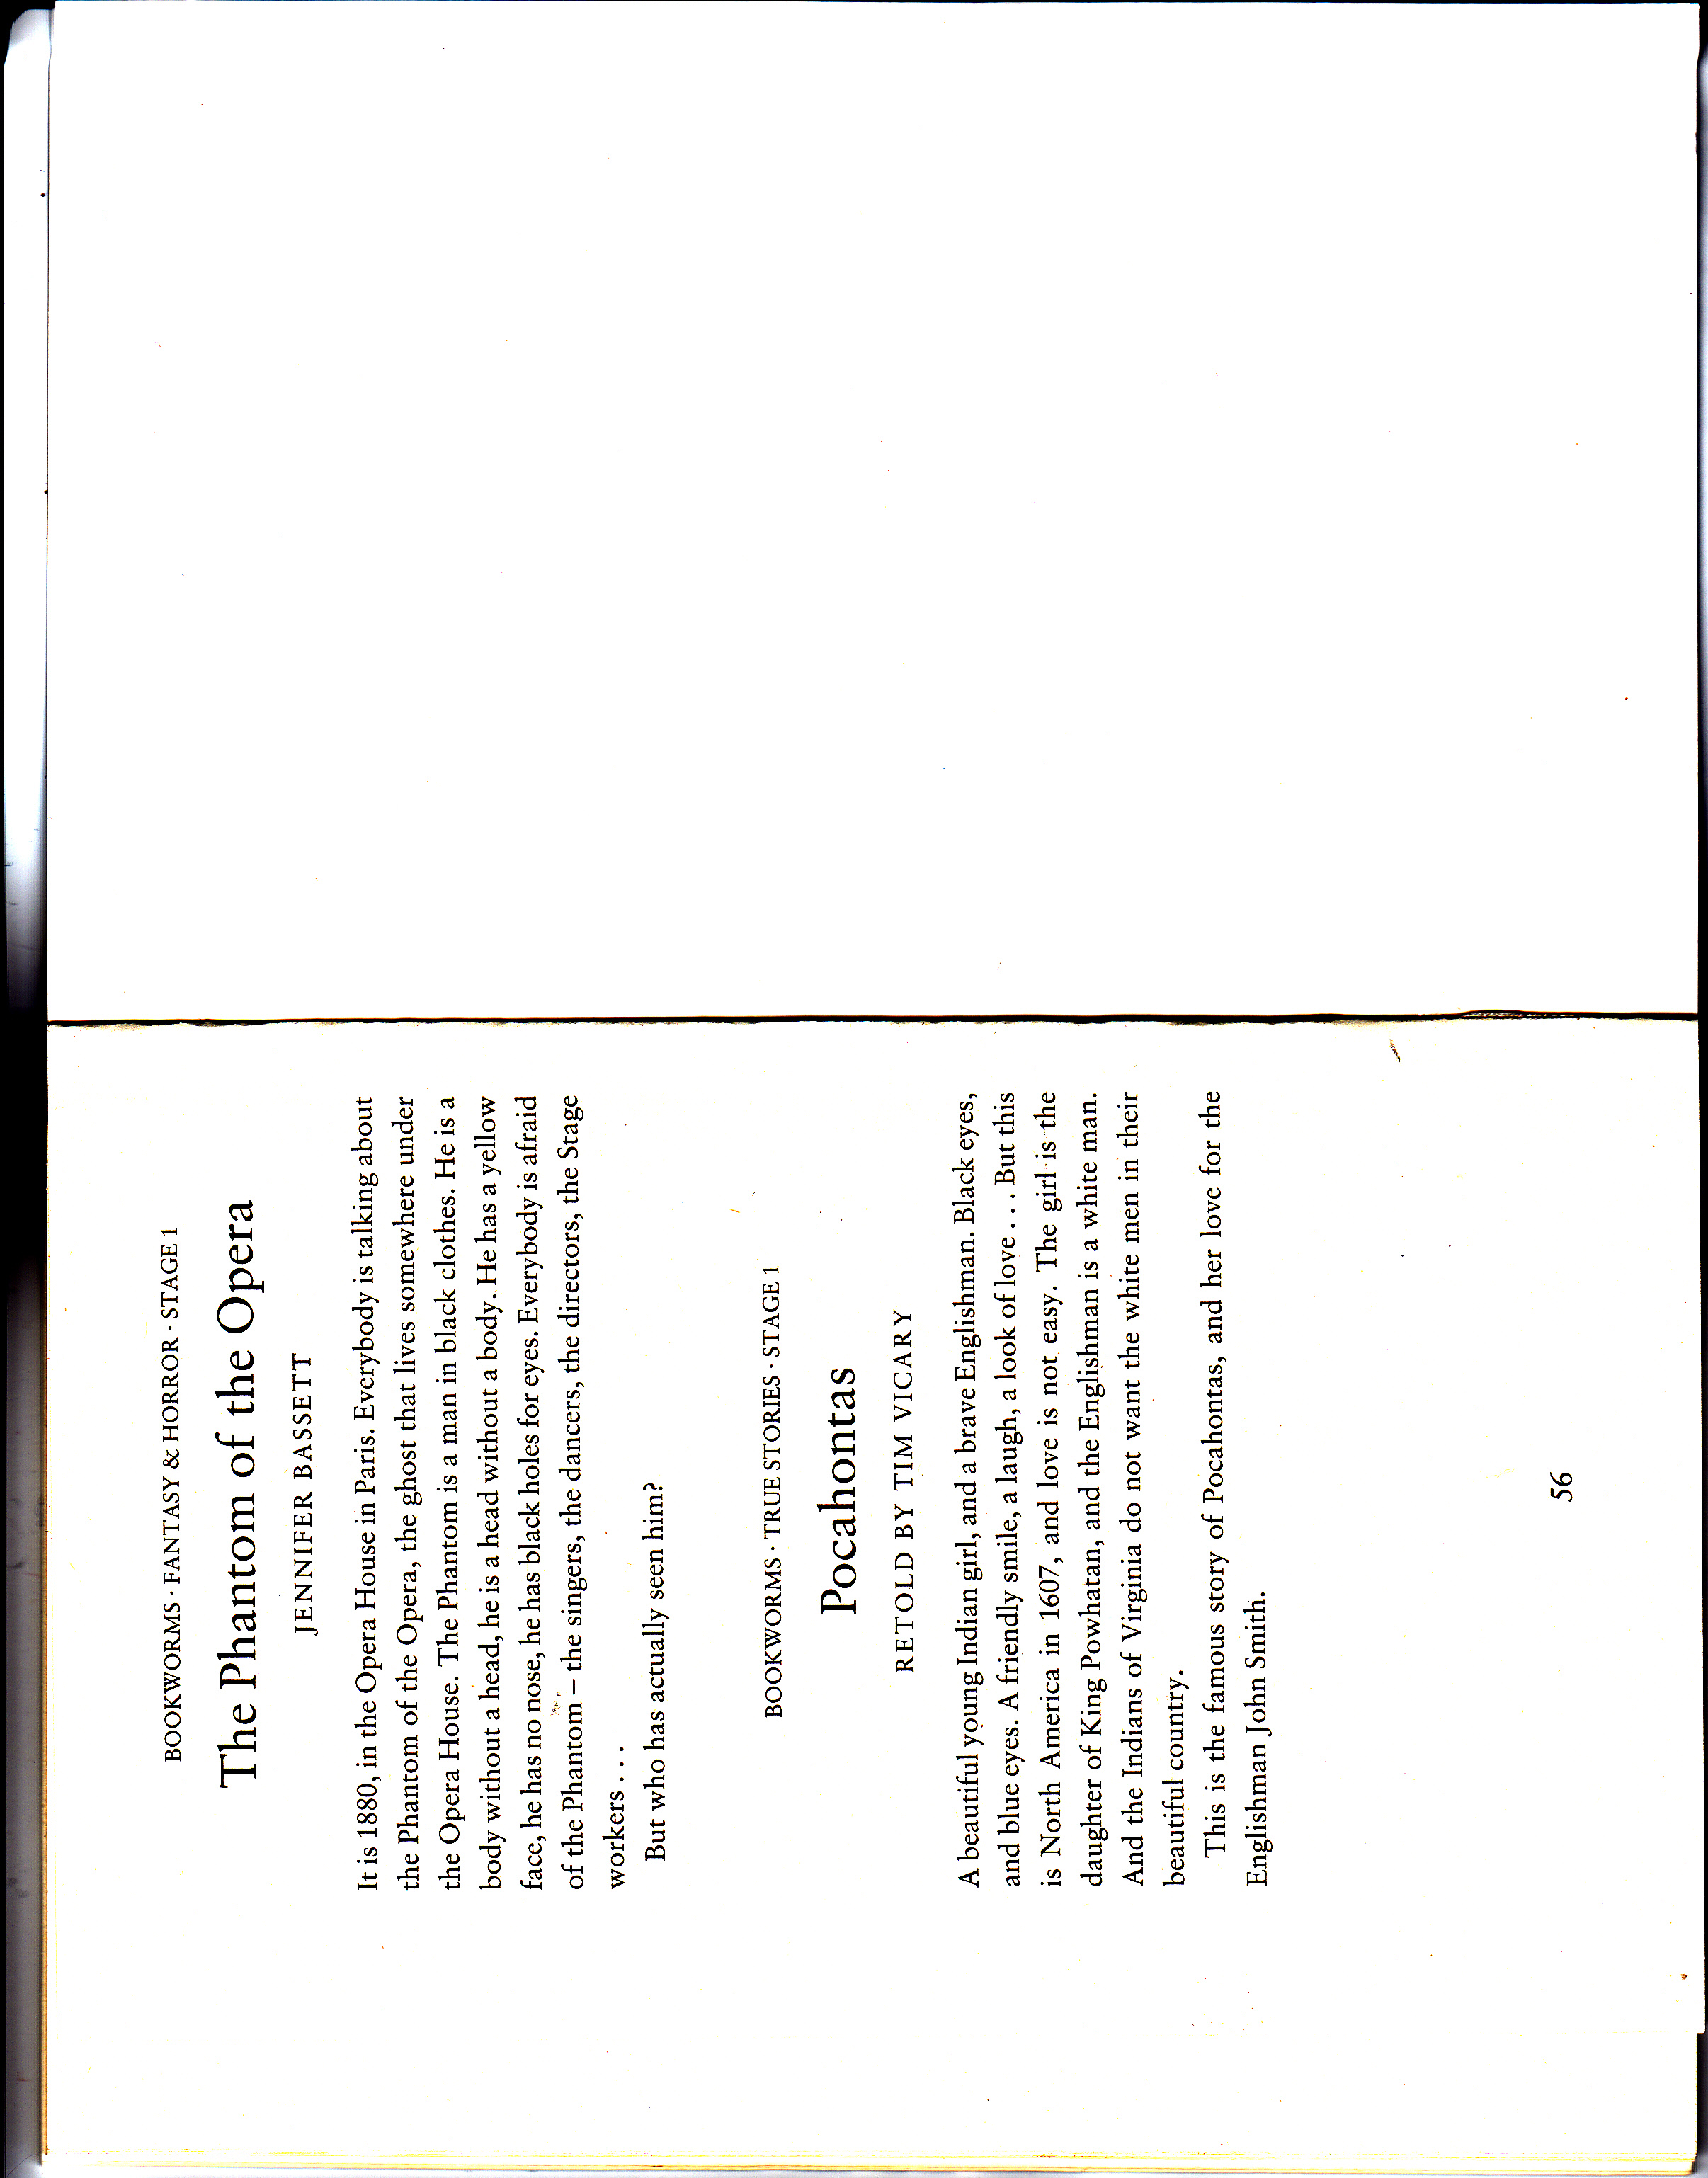 BOOKWORMS · FANTASY & HORROR · STAGE 1
The Phantom of the Opera
JENNIFER BASSETT
It is 1880, in the Opera House in Paris. Everybody is talking about
the Phantom of the Opera, the ghost that lives somewhere under
the Opera House. The Phantom is a man in black clothes. He is a
body without a head, he is a head without a body. He has a yellow
face, he has no nose, he has black holes for eyes. Everybody is afraid
of the Phantom – the singers, the dancers, the directors, the Stage
workers . . .
But who has actually seen him?
BOOKWORMS · TRUE STORIES · STAGE 1
Pocahontas
RETOLD BY TIM VICARY
A beautiful young Indian girl, and a brave Englishman. Black eyes,
and blue eyes. A friendly smile, a laugh, a look of love . . . But this
is North America in 1607, and love is not easy. The girl is the
daughter of King Powhatan, and the Englishman is a white man.
And the Indians of Virginia do not want the white men in their
beautiful country.
This is the famous story of Pocahontas, and her love for the
Englishman John Smith.
56